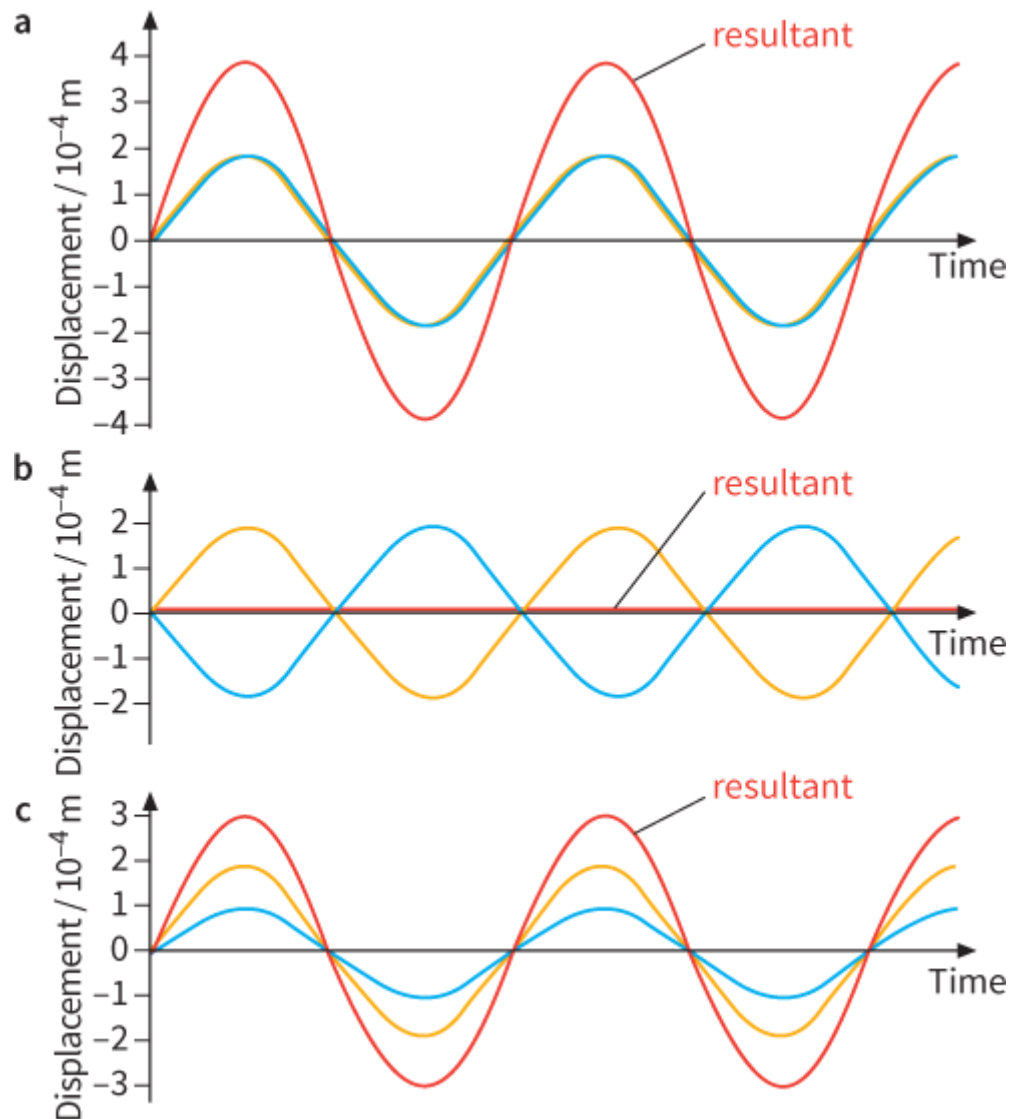 a
resultant
Displacement / 10⁻⁴ m
4
3
2
1
0
–1
–2
–3
–4
Time
b
resultant
Displacement / 10⁻⁴ m
2
1
0
–1
–2
Time
c
resultant
Displacement / 10⁻⁴ m
3
2
1
0
–1
–2
–3
Time